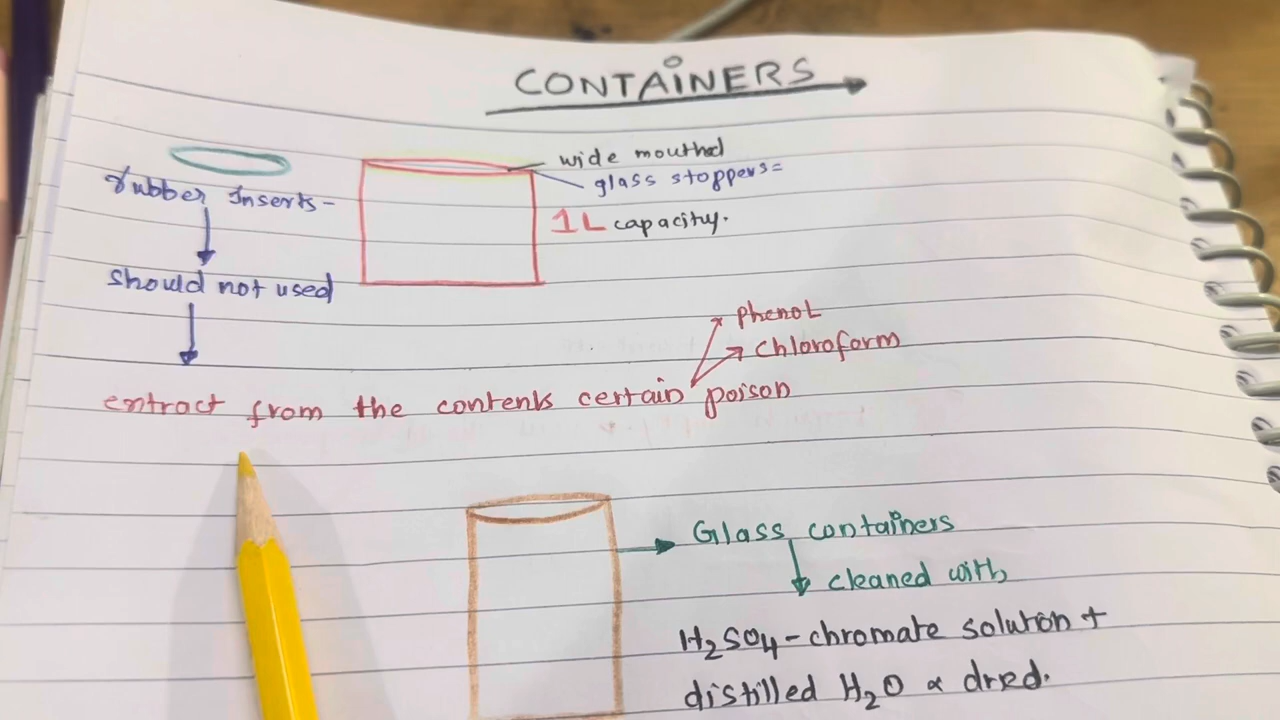 CONTAINERS
wide mouthed
glass stoppers=
1L capacity.
rubber Inserts-
should not used
Phenol
chloroform
extract from the contents certain poison
Glass containers
cleaned with
H₂SO₄-chromate solution +
distilled H₂O & dried.